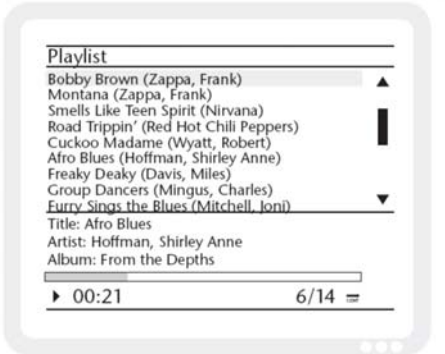 Playlist
Bobby Brown (Zappa, Frank)
Montana (Zappa, Frank)
Smells Like Teen Spirit (Nirvana)
Road Trippin' (Red Hot Chili Peppers)
Cuckoo Madame (Wyatt, Robert)
Afro Blues (Hoffman, Shirley Anne)
Freaky Deaky (Davis, Miles)
Group Dancers (Mingus, Charles)
Furry Sings the Blues (Mitchell, Joni)
Title: Afro Blues
Artist: Hoffman, Shirley Anne
Album: From the Depths
00:21 6/14